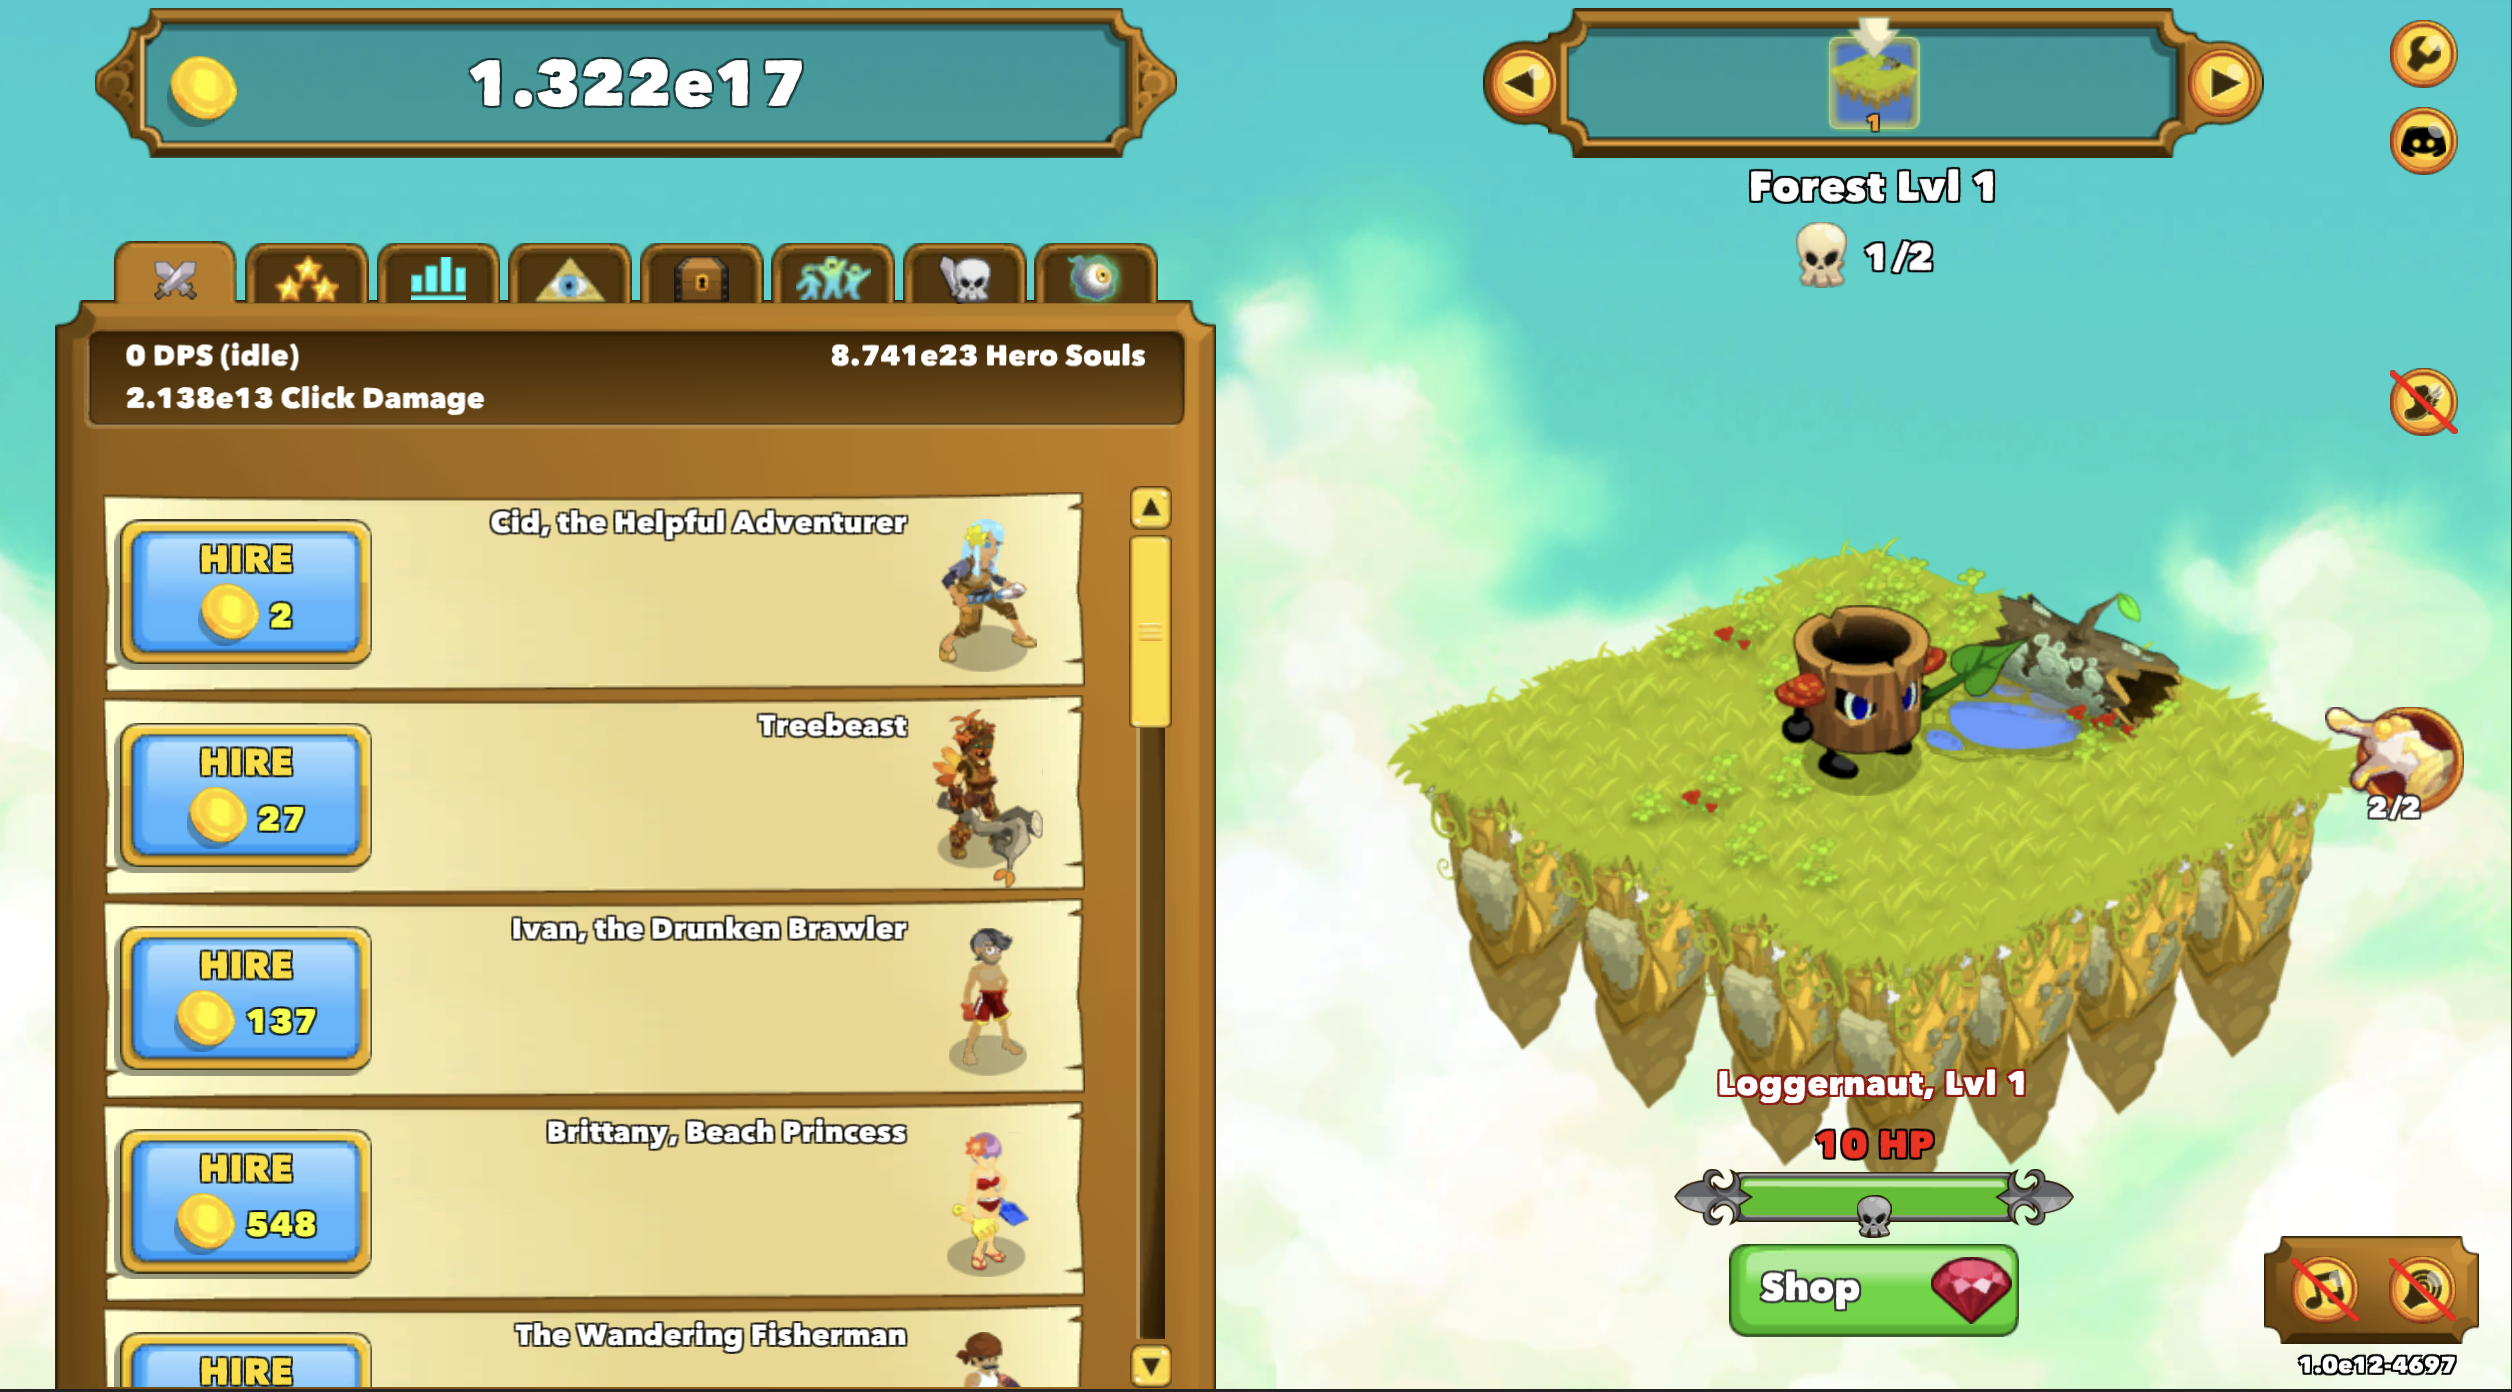 1.322e17
1
Forest Lvl 1
1/2
0 DPS (idle)
8.741e23 Hero Souls
2.138e13 Click Damage
Cid, the Helpful Adventurer
HIRE
2
Treebeast
HIRE
27
Ivan, the Drunken Brawler
HIRE
137
Brittany, Beach Princess
HIRE
548
The Wandering Fisherman
HIRE
2/2
Loggernaut, Lvl 1
10 HP
Shop
1.0e12-4697